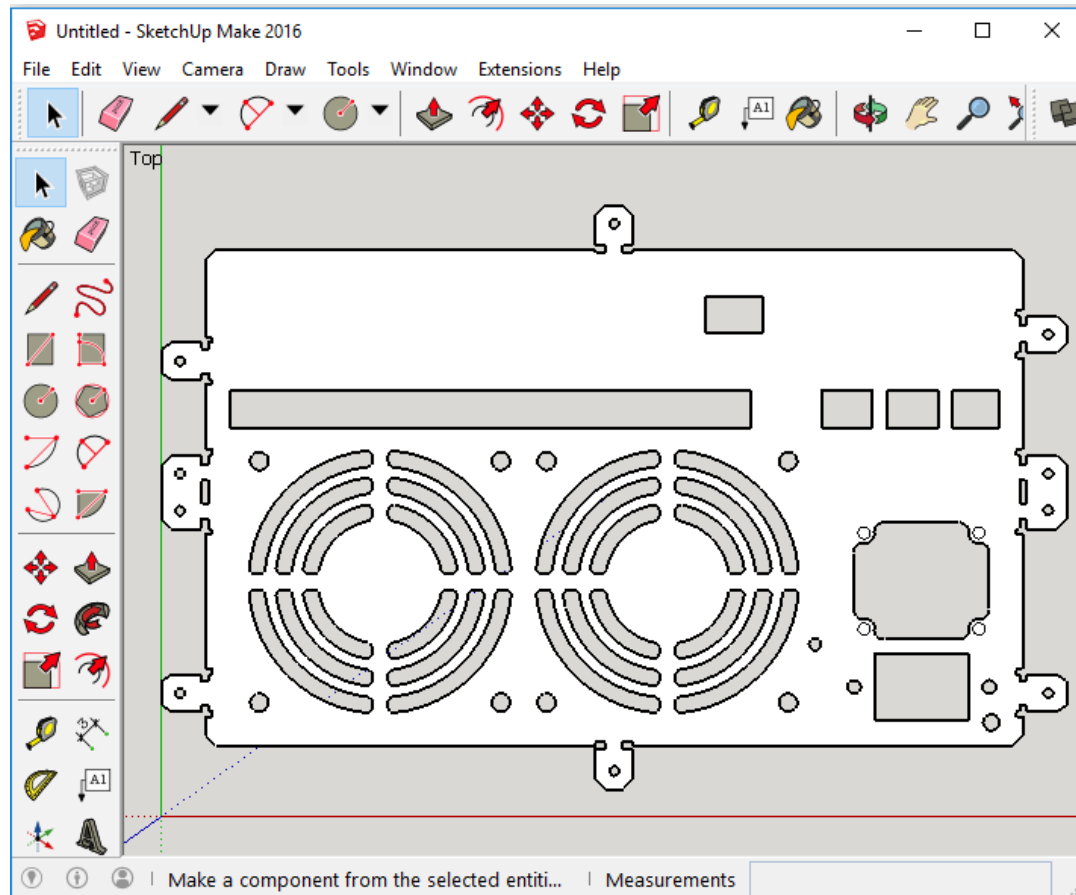 Untitled - SketchUp Make 2016
File Edit View Camera Draw Tools Window Extensions Help
A1
Top
A1
Make a component from the selected entiti... Measurements